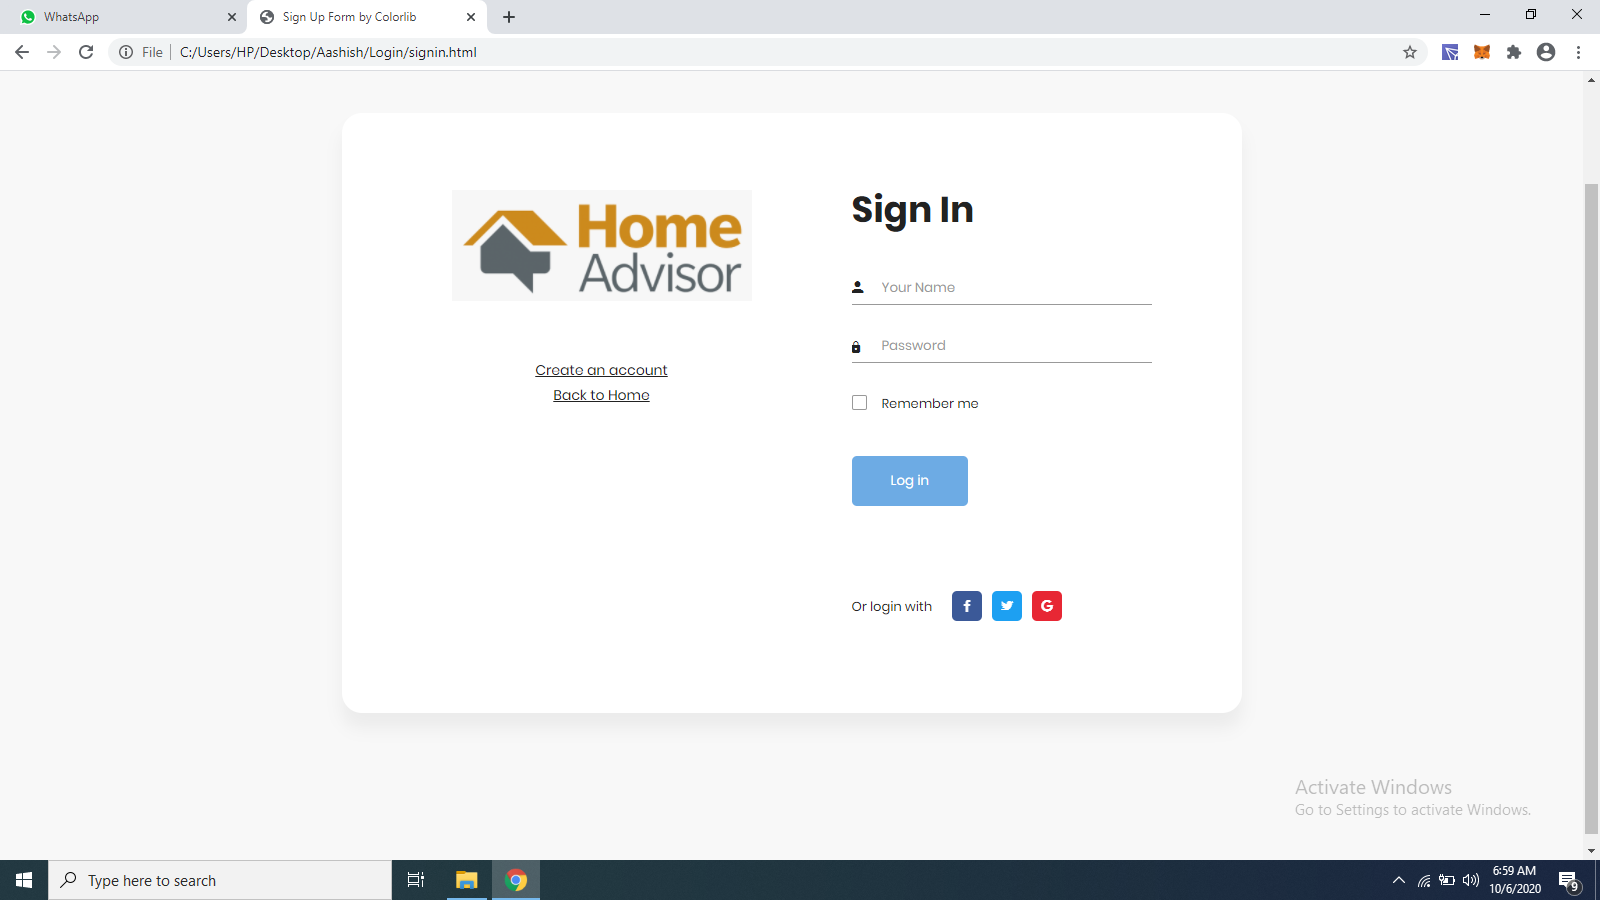 WhatsApp
Sign Up Form by Colorlib
File
C:/Users/HP/Desktop/Aashish/Login/signin.html
Home
Advisor
Create an account
Back to Home
Sign In
Your Name
Password
Remember me
Log in
Or login with
f
G
Activate Windows
Go to Settings to activate Windows.
Type here to search
6:59 AM
10/6/2020
9